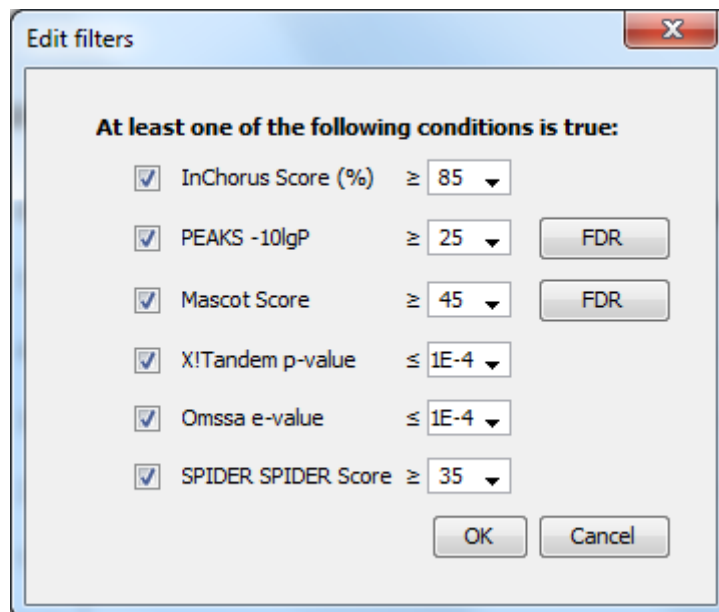 Edit filters
At least one of the following conditions is true:
InChorus Score (%) ≥ 85
PEAKS -10lgP ≥ 25 FDR
Mascot Score ≥ 45 FDR
X!Tandem p-value ≤ 1E-4
Omssa e-value ≤ 1E-4
SPIDER SPIDER Score ≥ 35
OK Cancel